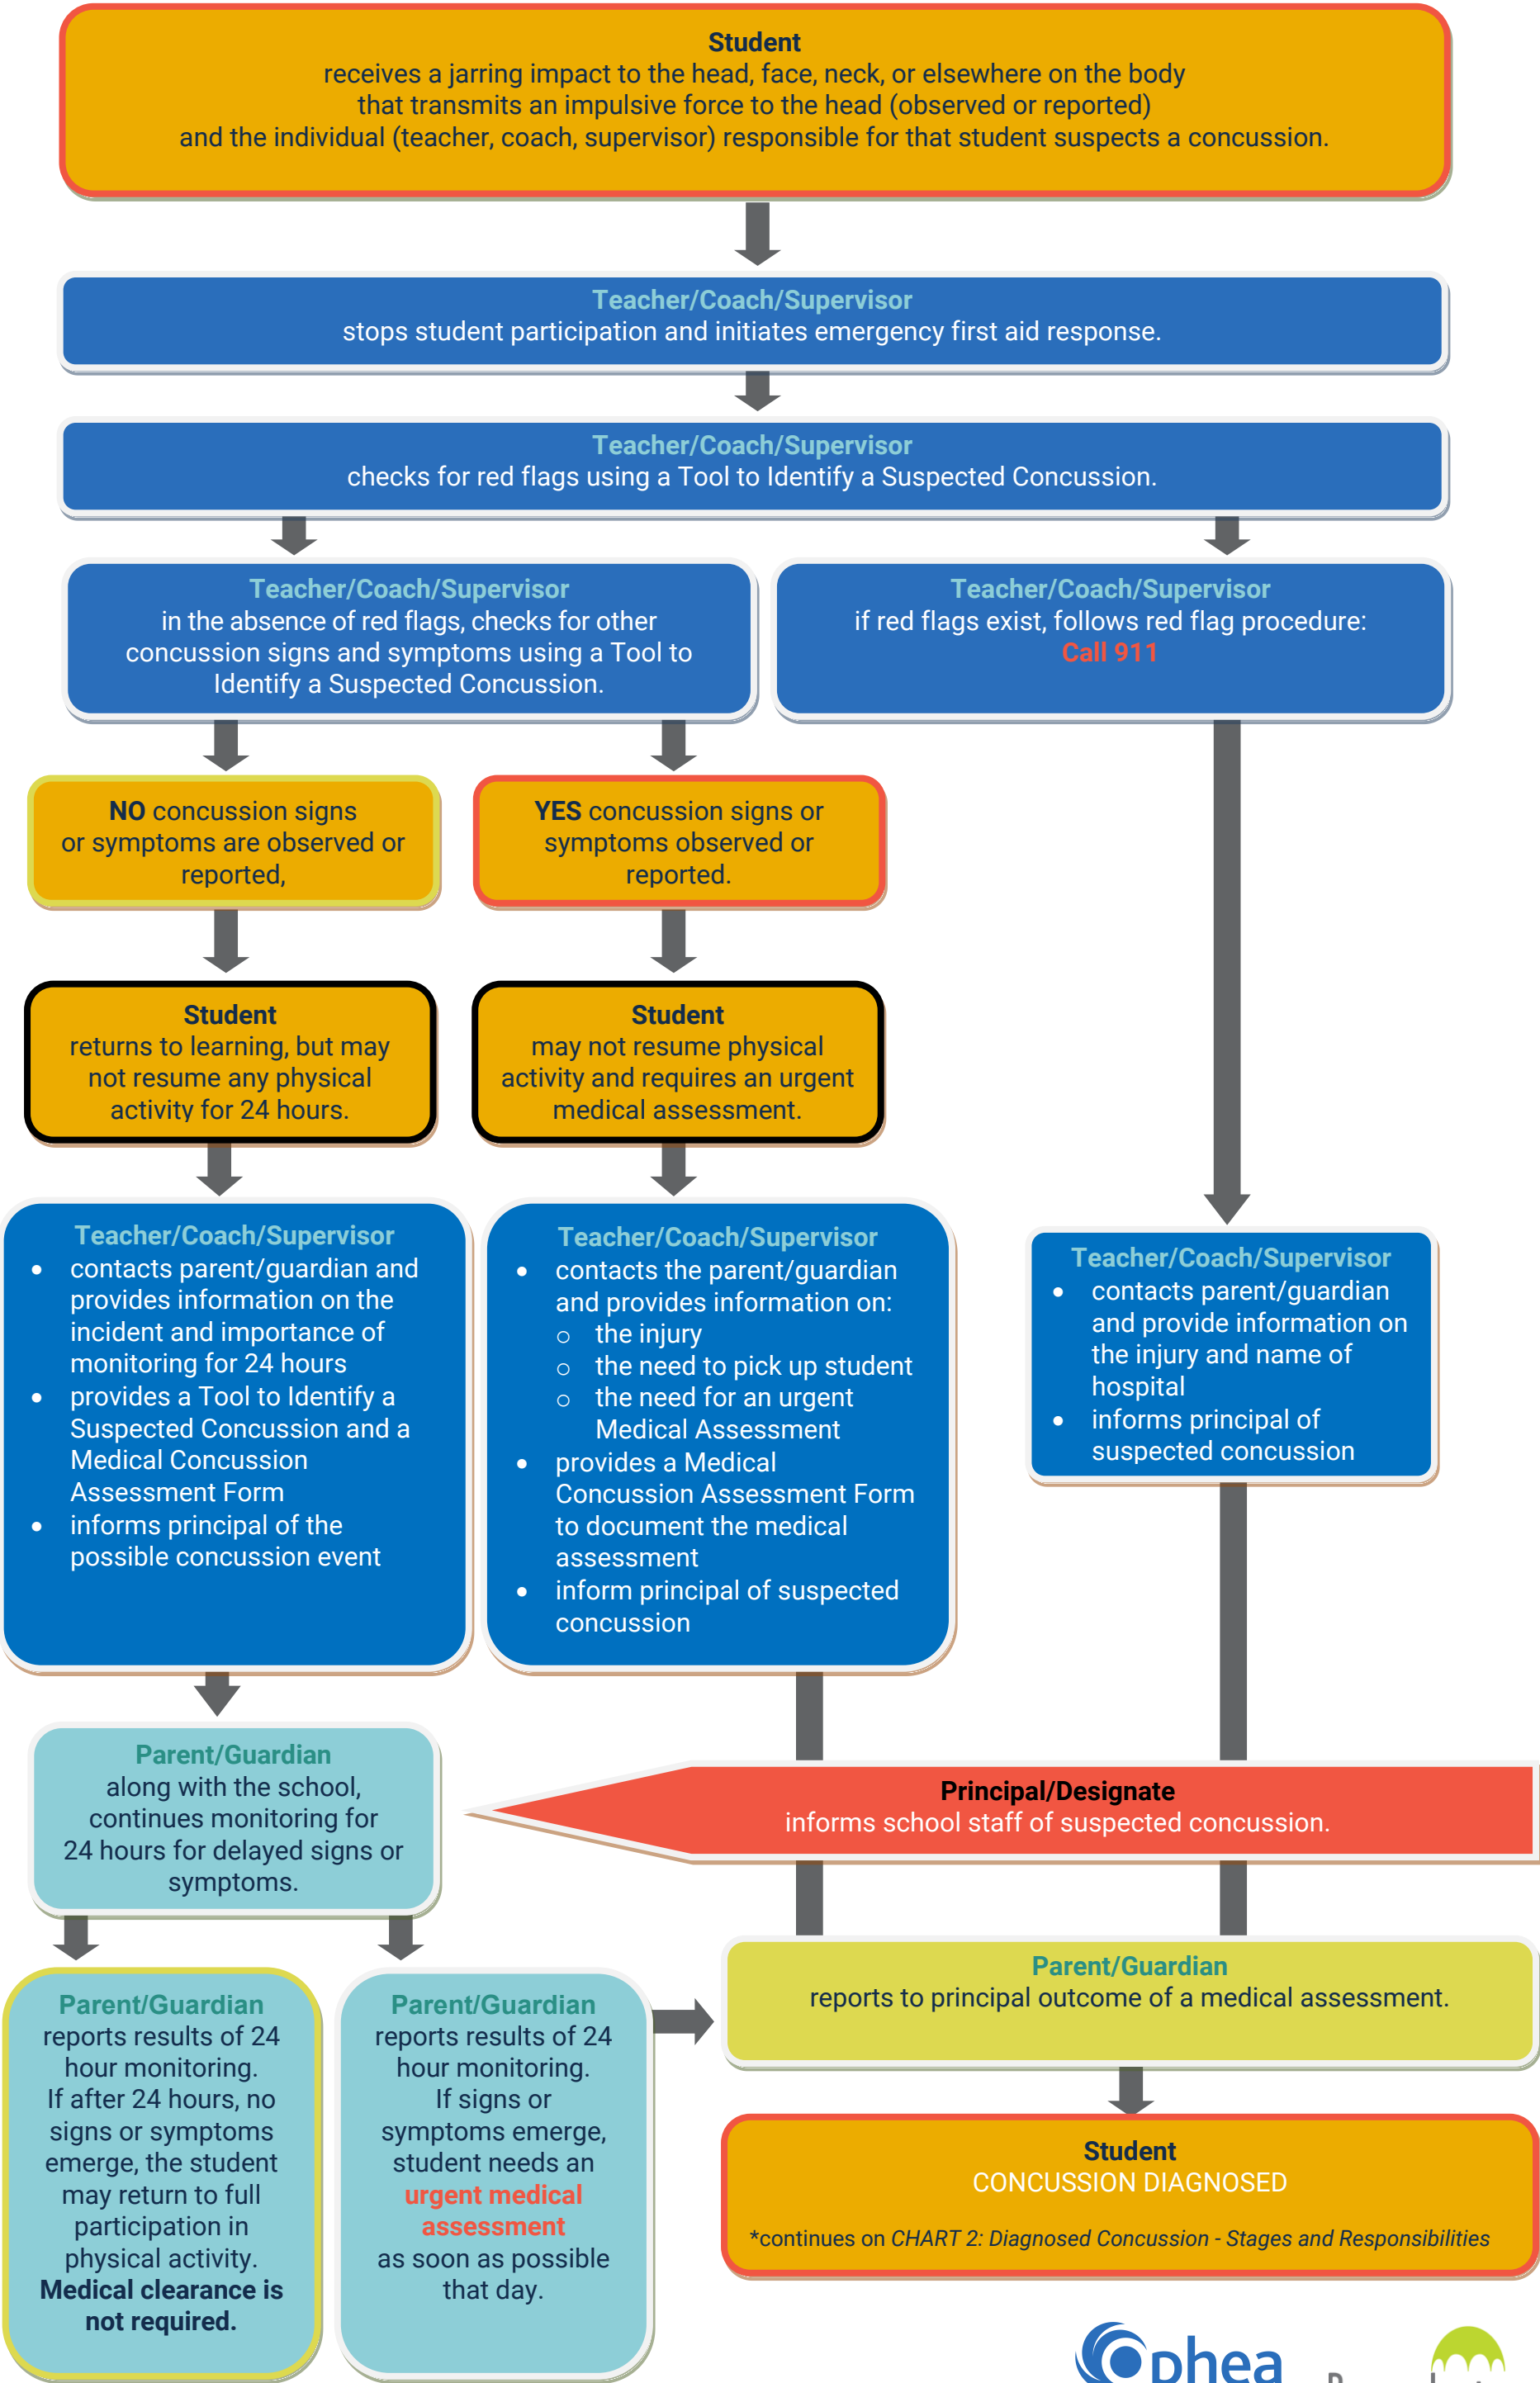 Student
receives a jarring impact to the head, face, neck, or elsewhere on the body
that transmits an impulsive force to the head (observed or reported)
and the individual (teacher, coach, supervisor) responsible for that student suspects a concussion.
Teacher/Coach/Supervisor
stops student participation and initiates emergency first aid response.
Teacher/Coach/Supervisor
checks for red flags using a Tool to Identify a Suspected Concussion.
Teacher/Coach/Supervisor
in the absence of red flags, checks for other
concussion signs and symptoms using a Tool to
Identify a Suspected Concussion.
Teacher/Coach/Supervisor
if red flags exist, follows red flag procedure:
Call 911
NO concussion signs
or symptoms are observed or
reported,
YES concussion signs or
symptoms observed or
reported.
Student
returns to learning, but may
not resume any physical
activity for 24 hours.
Student
may not resume physical
activity and requires an urgent
medical assessment.
Teacher/Coach/Supervisor
• contacts parent/guardian and
provides information on the
incident and importance of
monitoring for 24 hours
• provides a Tool to Identify a
Suspected Concussion and a
Medical Concussion
Assessment Form
• informs principal of the
possible concussion event
Teacher/Coach/Supervisor
• contacts the parent/guardian
and provides information on:
○ the injury
○ the need to pick up student
○ the need for an urgent
Medical Assessment
• provides a Medical
Concussion Assessment Form
to document the medical
assessment
• inform principal of suspected
concussion
Teacher/Coach/Supervisor
• contacts parent/guardian
and provide information on
the injury and name of
hospital
• informs principal of
suspected concussion
Parent/Guardian
along with the school,
continues monitoring for
24 hours for delayed signs or
symptoms.
Principal/Designate
informs school staff of suspected concussion.
Parent/Guardian
reports results of 24
hour monitoring.
If after 24 hours, no
signs or symptoms
emerge, the student
may return to full
participation in
physical activity.
Medical clearance is
not required.
Parent/Guardian
reports results of 24
hour monitoring.
If signs or
symptoms emerge,
student needs an
urgent medical
assessment
as soon as possible
that day.
Parent/Guardian
reports to principal outcome of a medical assessment.
Student
CONCUSSION DIAGNOSED
*continues on CHART 2: Diagnosed Concussion - Stages and Responsibilities
Ophea